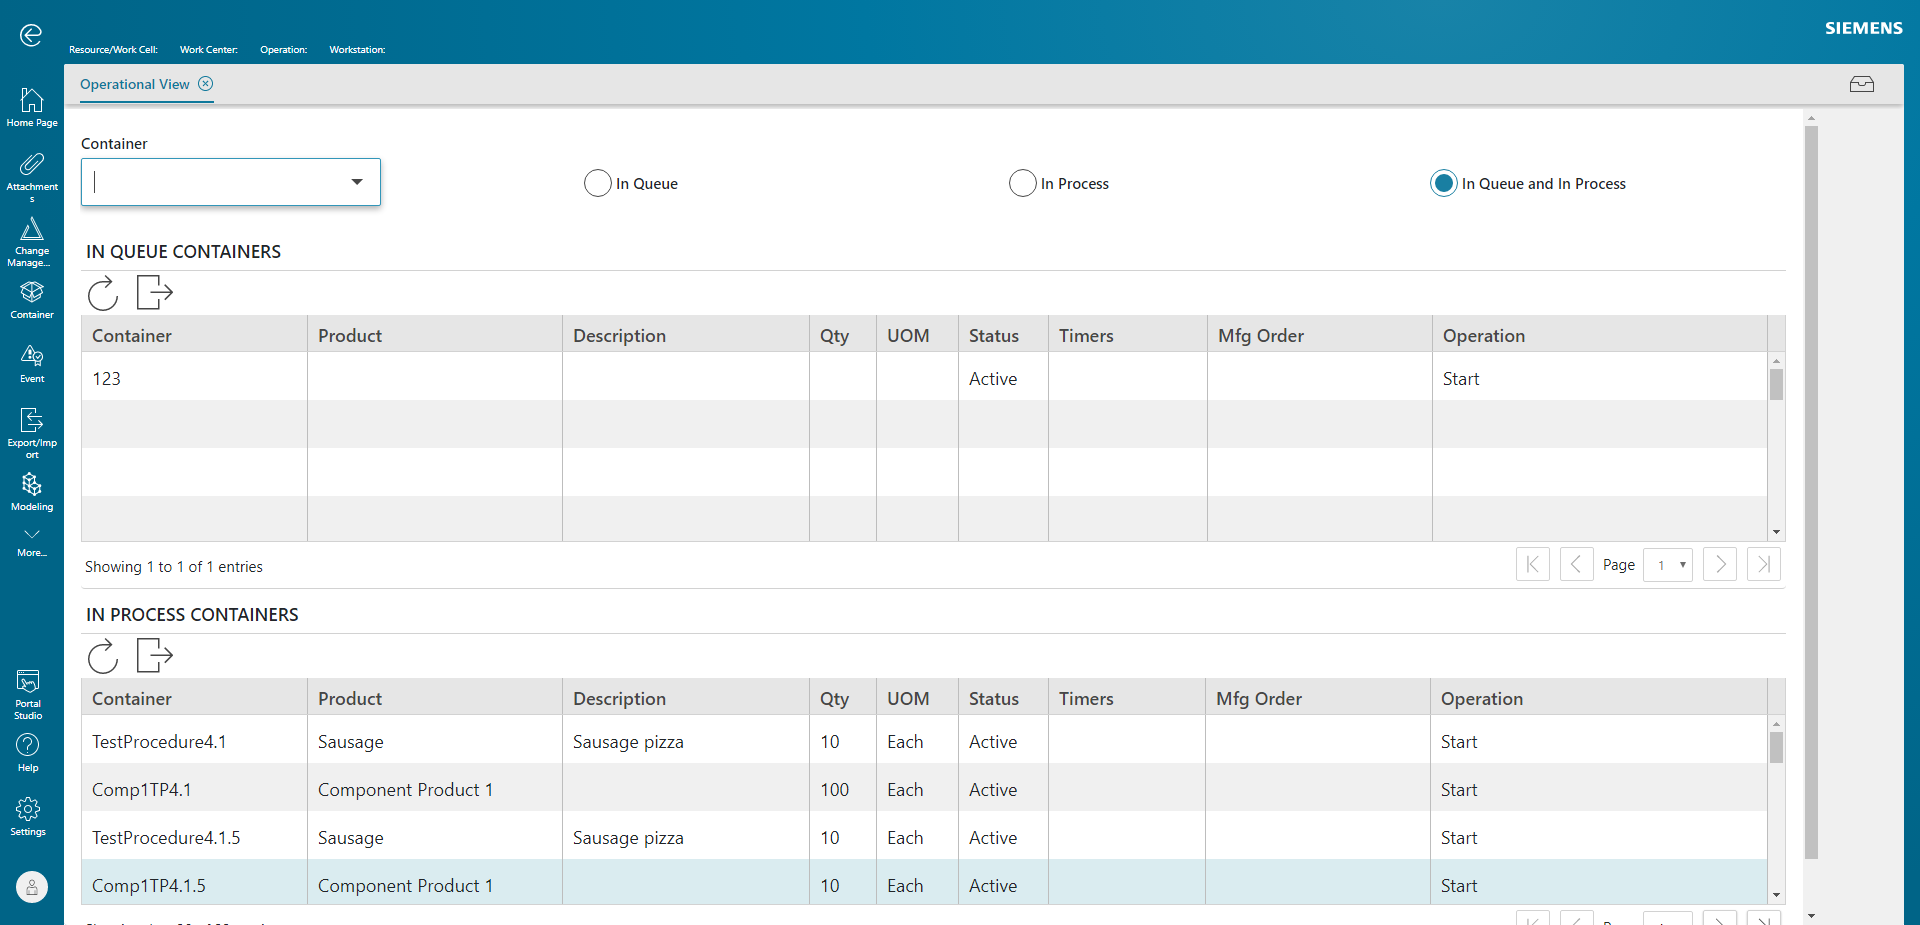 SIEMENS
Resource/Work Cell: Work Center: Operation: Workstation:
Operational View
Home Page
Attachment
s
Change
Manage...
Container
Event
Export/Imp
ort
Modeling
More...
Portal
Studio
Help
Settings
Container
In Queue In Process In Queue and In Process
IN QUEUE CONTAINERS
Container Product Description Qty UOM Status Timers Mfg Order Operation
123 Active Start
Showing 1 to 1 of 1 entries Page 1
IN PROCESS CONTAINERS
Container Product Description Qty UOM Status Timers Mfg Order Operation
TestProcedure4.1 Sausage Sausage pizza 10 Each Active Start
Comp1TP4.1 Component Product 1 100 Each Active Start
TestProcedure4.1.5 Sausage Sausage pizza 10 Each Active Start
Comp1TP4.1.5 Component Product 1 10 Each Active Start